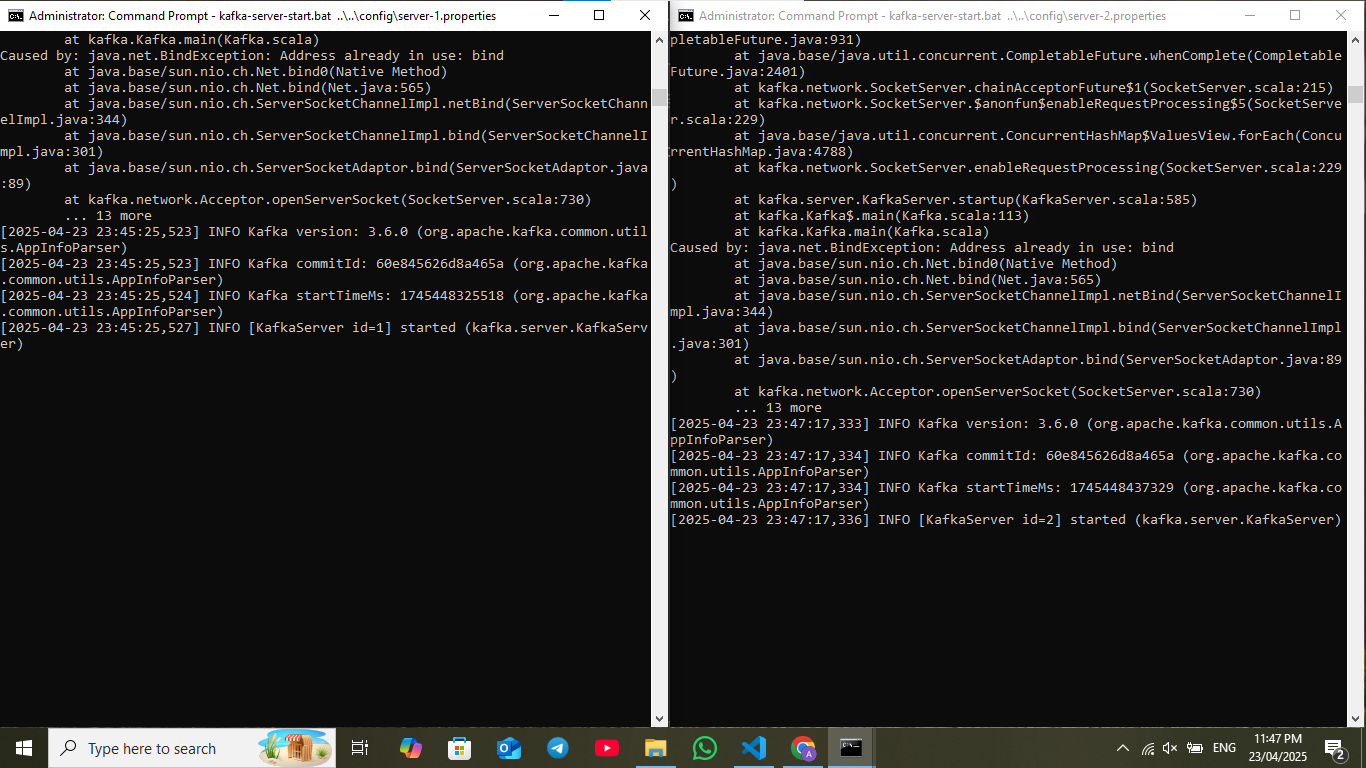 Administrator: Command Prompt - kafka-server-start.bat  ..\..\config\server-1.properties
        at kafka.Kafka.main(Kafka.scala)
Caused by: java.net.BindException: Address already in use: bind
        at java.base/sun.nio.ch.Net.bind0(Native Method)
        at java.base/sun.nio.ch.Net.bind(Net.java:565)
        at java.base/sun.nio.ch.ServerSocketChannelImpl.netBind(ServerSocketChann
elImpl.java:344)
        at java.base/sun.nio.ch.ServerSocketChannelImpl.bind(ServerSocketChannelI
mpl.java:301)
        at java.base/sun.nio.ch.ServerSocketAdaptor.bind(ServerSocketAdaptor.java
:89)
        at kafka.network.Acceptor.openServerSocket(SocketServer.scala:730)
        ... 13 more
[2025-04-23 23:45:25,523] INFO Kafka version: 3.6.0 (org.apache.kafka.common.util
s.AppInfoParser)
[2025-04-23 23:45:25,523] INFO Kafka commitId: 60e845626d8a465a (org.apache.kafka
.common.utils.AppInfoParser)
[2025-04-23 23:45:25,524] INFO Kafka startTimeMs: 1745448325518 (org.apache.kafka
.common.utils.AppInfoParser)
[2025-04-23 23:45:25,527] INFO [KafkaServer id=1] started (kafka.server.KafkaServ
er)
Administrator: Command Prompt - kafka-server-start.bat  ..\..\config\server-2.properties
pletableFuture.java:931)
        at java.base/java.util.concurrent.CompletableFuture.whenComplete(Completable
Future.java:2401)
        at kafka.network.SocketServer.chainAcceptorFuture$1(SocketServer.scala:215)
        at kafka.network.SocketServer.$anonfun$enableRequestProcessing$5(SocketServe
r.scala:229)
        at java.base/java.util.concurrent.ConcurrentHashMap$ValuesView.forEach(Concu
rrentHashMap.java:4788)
        at kafka.network.SocketServer.enableRequestProcessing(SocketServer.scala:229
)
        at kafka.server.KafkaServer.startup(KafkaServer.scala:585)
        at kafka.Kafka$.main(Kafka.scala:113)
        at kafka.Kafka.main(Kafka.scala)
Caused by: java.net.BindException: Address already in use: bind
        at java.base/sun.nio.ch.Net.bind0(Native Method)
        at java.base/sun.nio.ch.Net.bind(Net.java:565)
        at java.base/sun.nio.ch.ServerSocketChannelImpl.netBind(ServerSocketChannelI
mpl.java:344)
        at java.base/sun.nio.ch.ServerSocketChannelImpl.bind(ServerSocketChannelImpl
.java:301)
        at java.base/sun.nio.ch.ServerSocketAdaptor.bind(ServerSocketAdaptor.java:89
)
        at kafka.network.Acceptor.openServerSocket(SocketServer.scala:730)
        ... 13 more
[2025-04-23 23:47:17,333] INFO Kafka version: 3.6.0 (org.apache.kafka.common.utils.A
ppInfoParser)
[2025-04-23 23:47:17,334] INFO Kafka commitId: 60e845626d8a465a (org.apache.kafka.co
mmon.utils.AppInfoParser)
[2025-04-23 23:47:17,334] INFO Kafka startTimeMs: 1745448437329 (org.apache.kafka.co
mmon.utils.AppInfoParser)
[2025-04-23 23:47:17,336] INFO [KafkaServer id=2] started (kafka.server.KafkaServer)
Type here to search
A
ENG
11:47 PM
23/04/2025
2